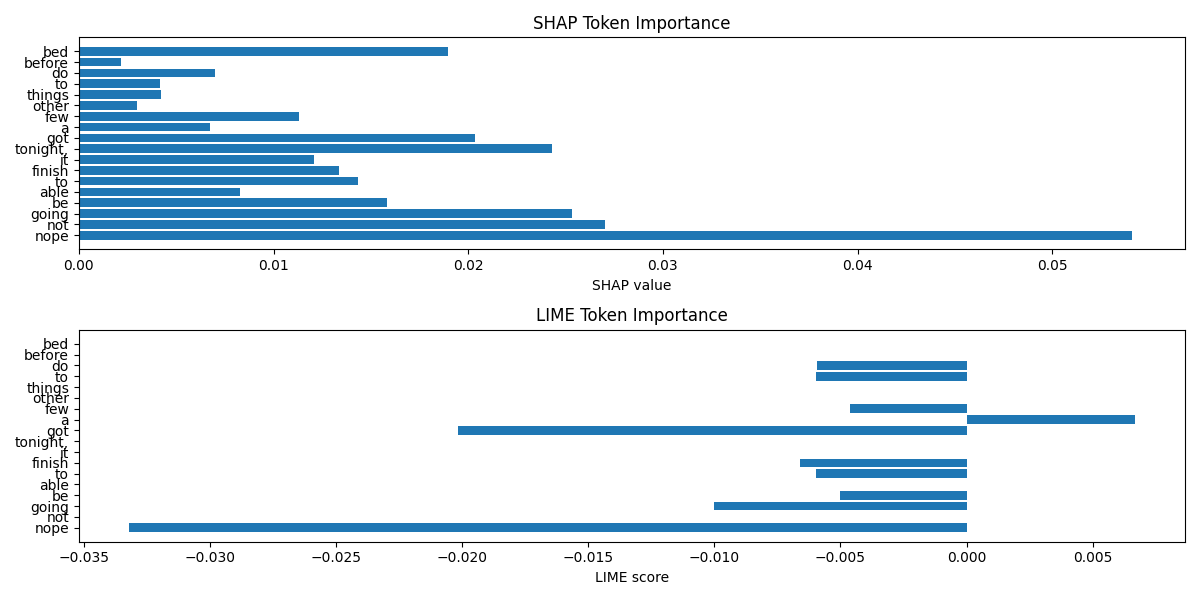 SHAP Token Importance
bed
before
do
to
things
other
few
a
got
tonight,
it
finish
to
able
be
going
not
nope
0.00 0.01 0.02 0.03 0.04 0.05
SHAP value
LIME Token Importance
bed
before
do
to
things
other
few
a
got
tonight,
it
finish
to
able
be
going
not
nope
−0.035 −0.030 −0.025 −0.020 −0.015 −0.010 −0.005 0.000 0.005
LIME score